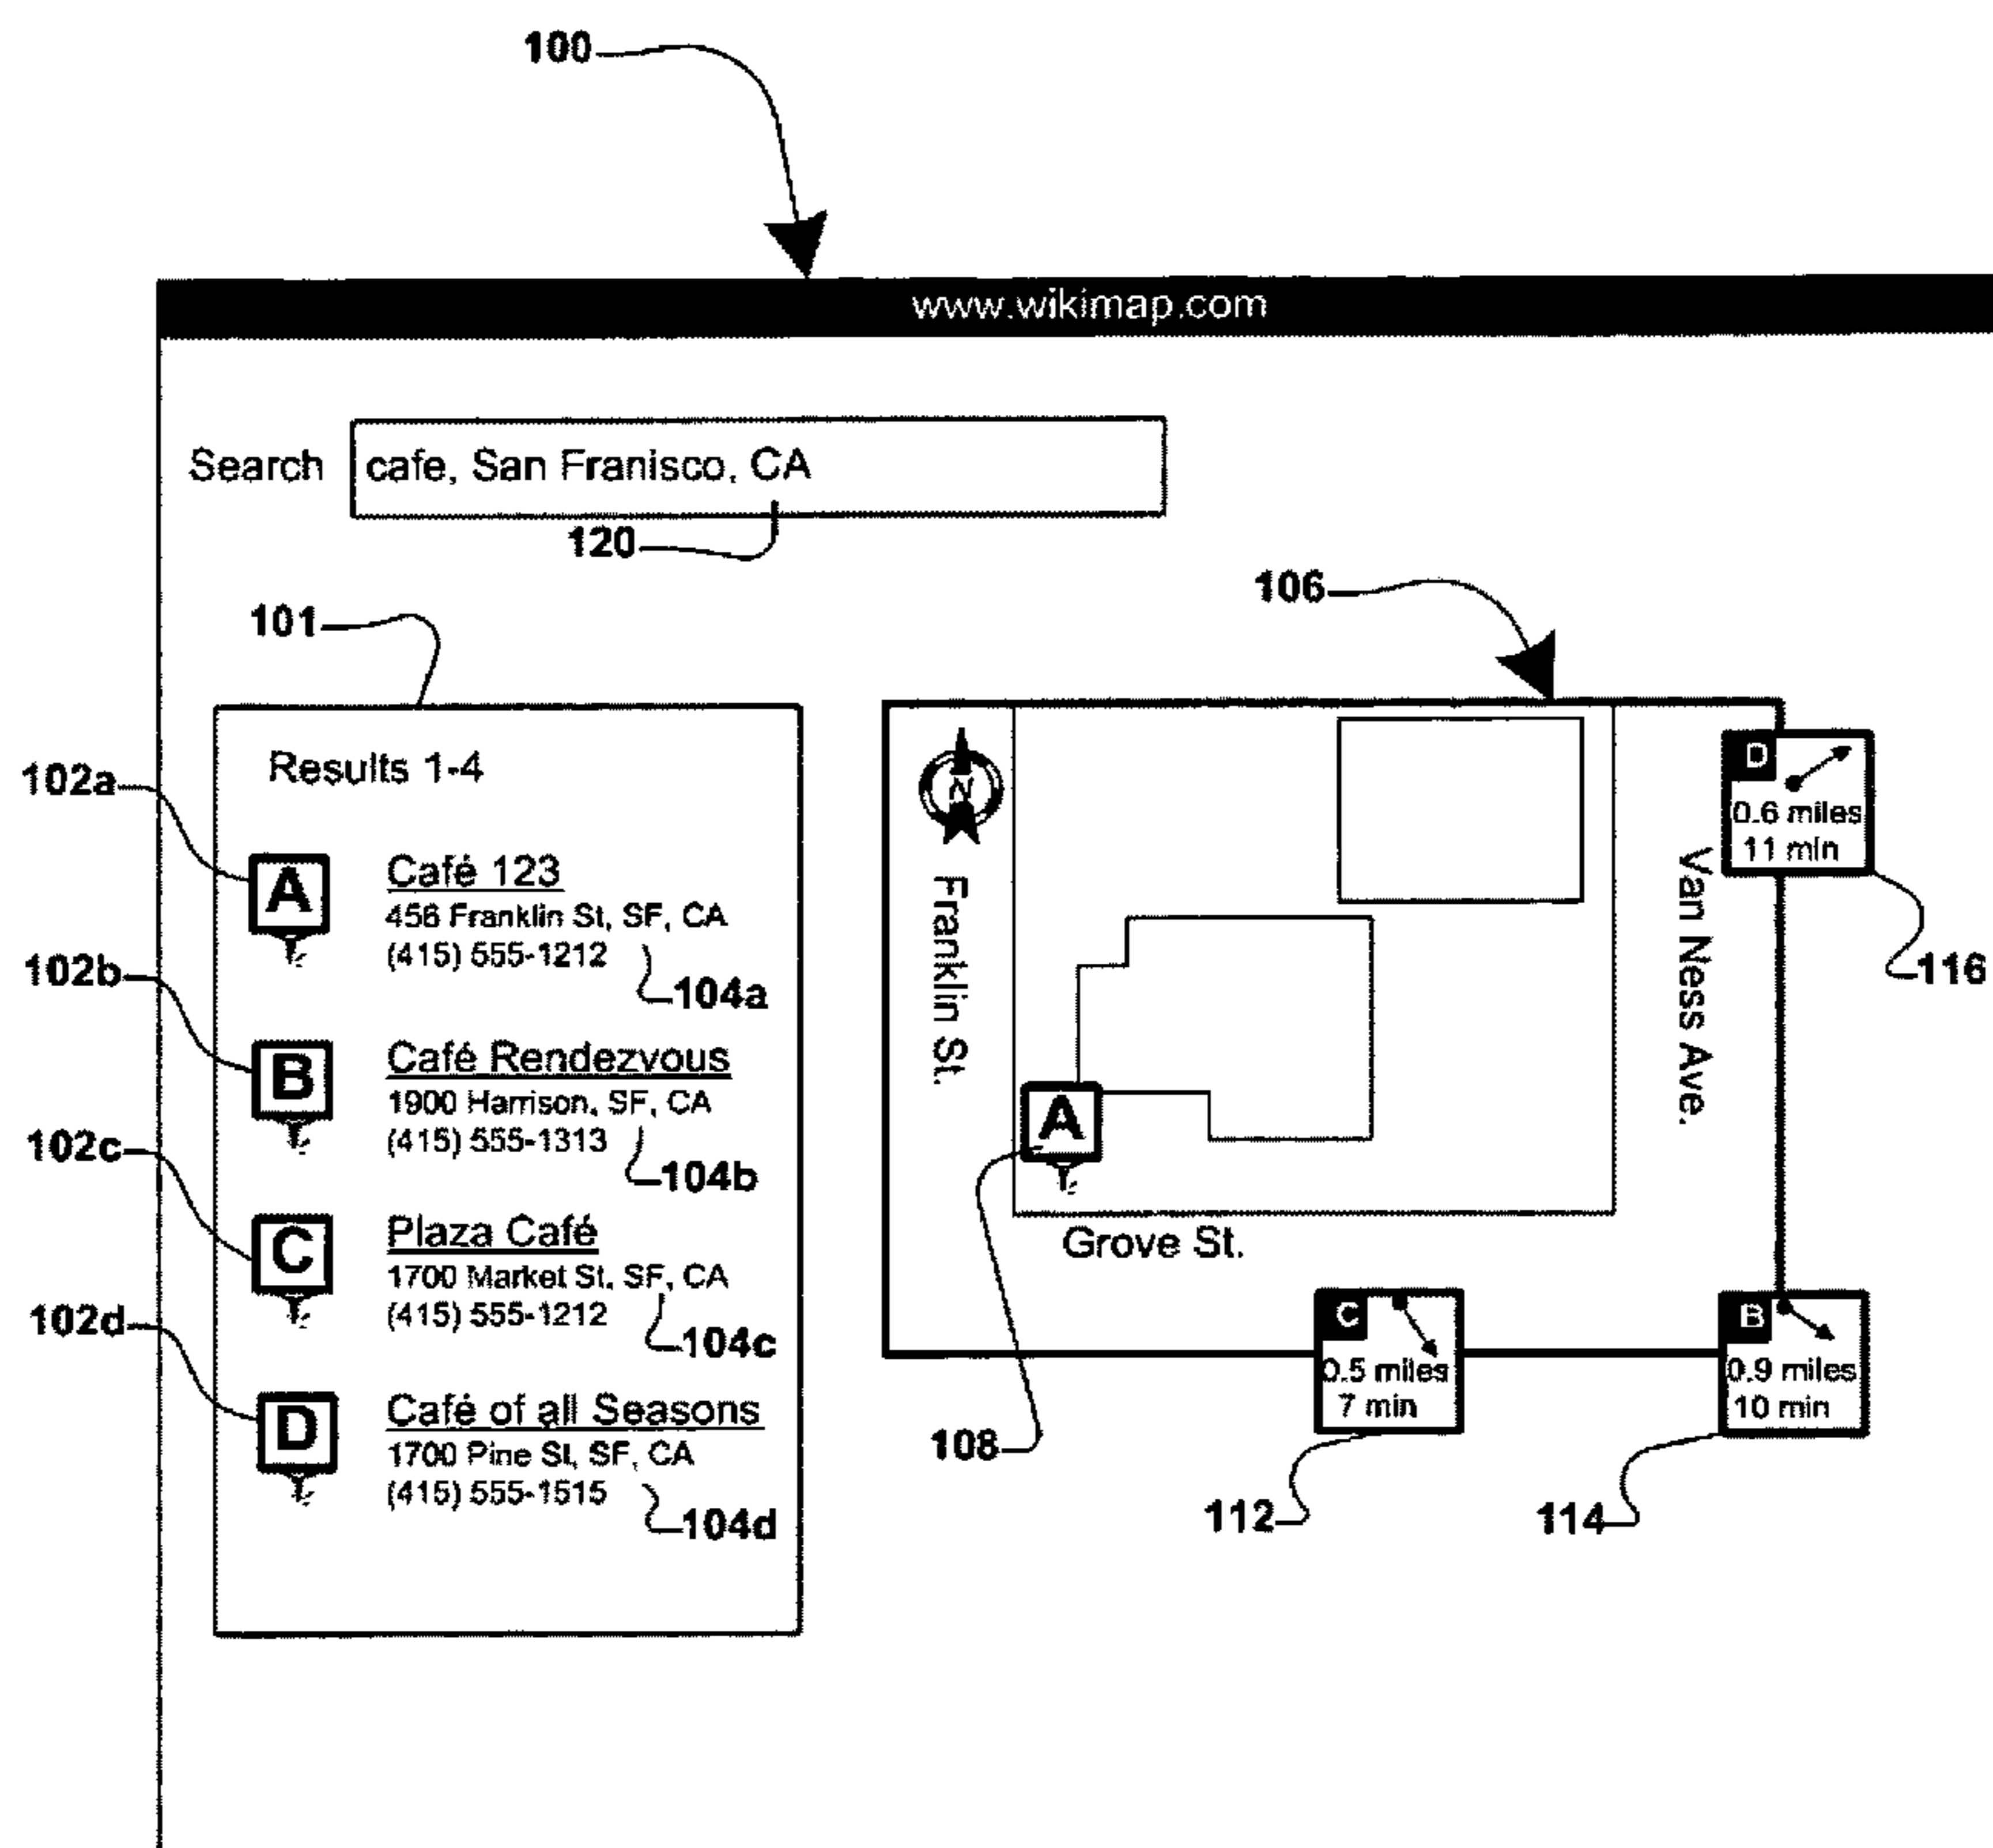 100
www.wikimap.com
Search
cafe, San Franisco, CA
120
106
101
Results 1-4
102a
A
Café 123
456 Franklin St, SF, CA
(415) 555-1212
104a
102b
B
Café Rendezvous
1900 Harrison, SF, CA
(415) 555-1313
104b
102c
C
Plaza Café
1700 Market St, SF, CA
(415) 555-1212
104c
102d
D
Café of all Seasons
1700 Pine St, SF, CA
(415) 555-1515
104d
N
Franklin St.
A
Grove St.
Van Ness Ave.
D
0.6 miles
11 min
116
C
0.5 miles
7 min
B
0.9 miles
10 min
108
112
114